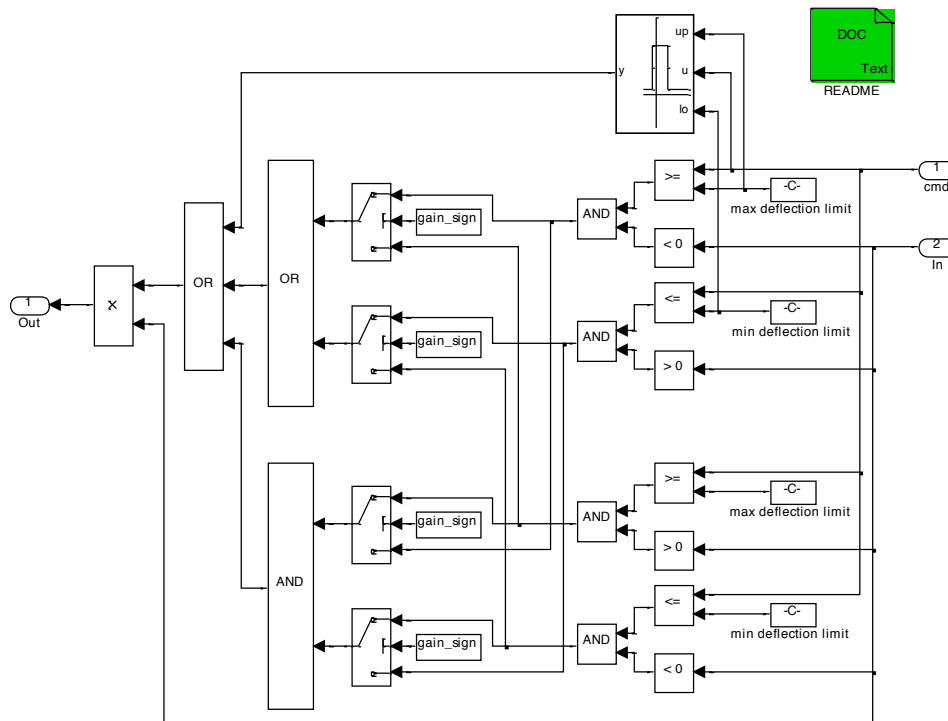 up
DOC
y
u
Text
README
lo
>=
1
cmd
-C-
max deflection limit
AND
gain_sign
OR
< 0
2
In
OR
<=
1
Out
×
-C-
min deflection limit
AND
gain_sign
> 0
>=
-C-
max deflection limit
AND
gain_sign
> 0
AND
<=
-C-
min deflection limit
AND
gain_sign
< 0